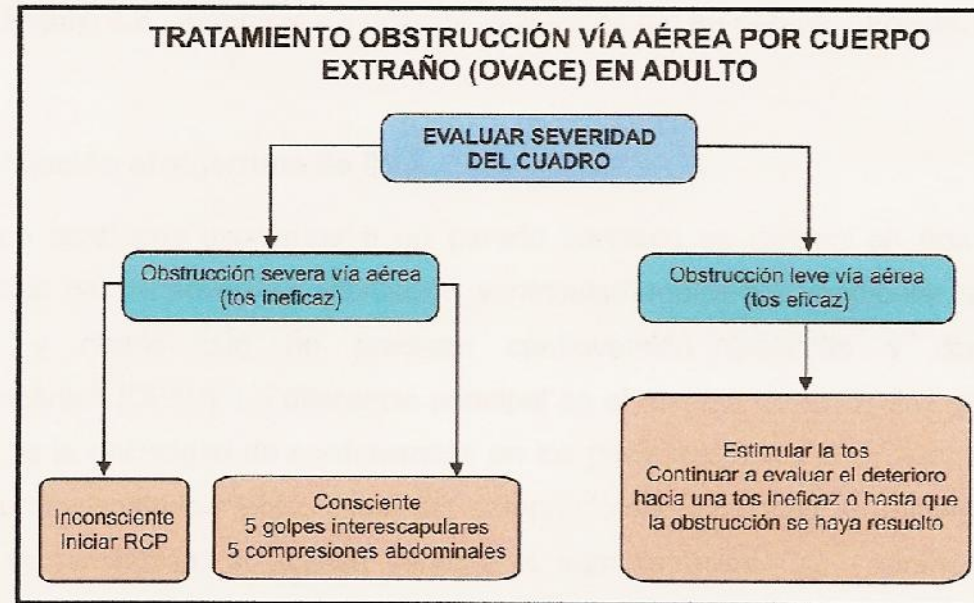 TRATAMIENTO OBSTRUCCIÓN VÍA AÉREA POR CUERPO
EXTRAÑO (OVACE) EN ADULTO
EVALUAR SEVERIDAD
DEL CUADRO
Obstrucción severa vía aérea
(tos ineficaz)
Obstrucción leve vía aérea
(tos eficaz)
Inconsciente
Iniciar RCP
Consciente
5 golpes interescapulares
5 compresiones abdominales
Estimular la tos
Continuar a evaluar el deterioro
hacia una tos ineficaz o hasta que
la obstrucción se haya resuelto